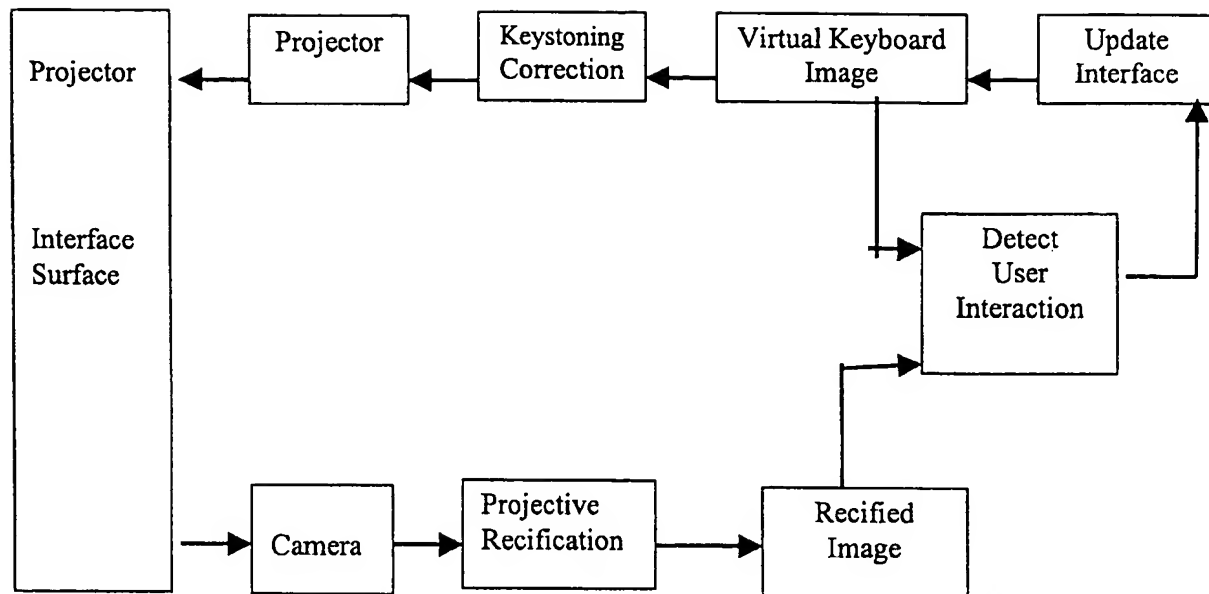 Projector
Interface
Surface
Projector
Keystoning
Correction
Virtual Keyboard
Image
Update
Interface
Detect
User
Interaction
Camera
Projective
Recification
Recified
Image